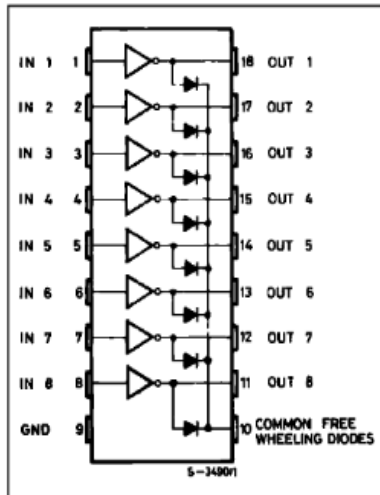 IN 1 1 18 OUT 1
IN 2 2 17 OUT 2
IN 3 3 16 OUT 3
IN 4 4 15 OUT 4
IN 5 5 14 OUT 5
IN 6 6 13 OUT 6
IN 7 7 12 OUT 7
IN 8 8 11 OUT 8
GND 9 10 COMMON FREE
WHEELING DIODES